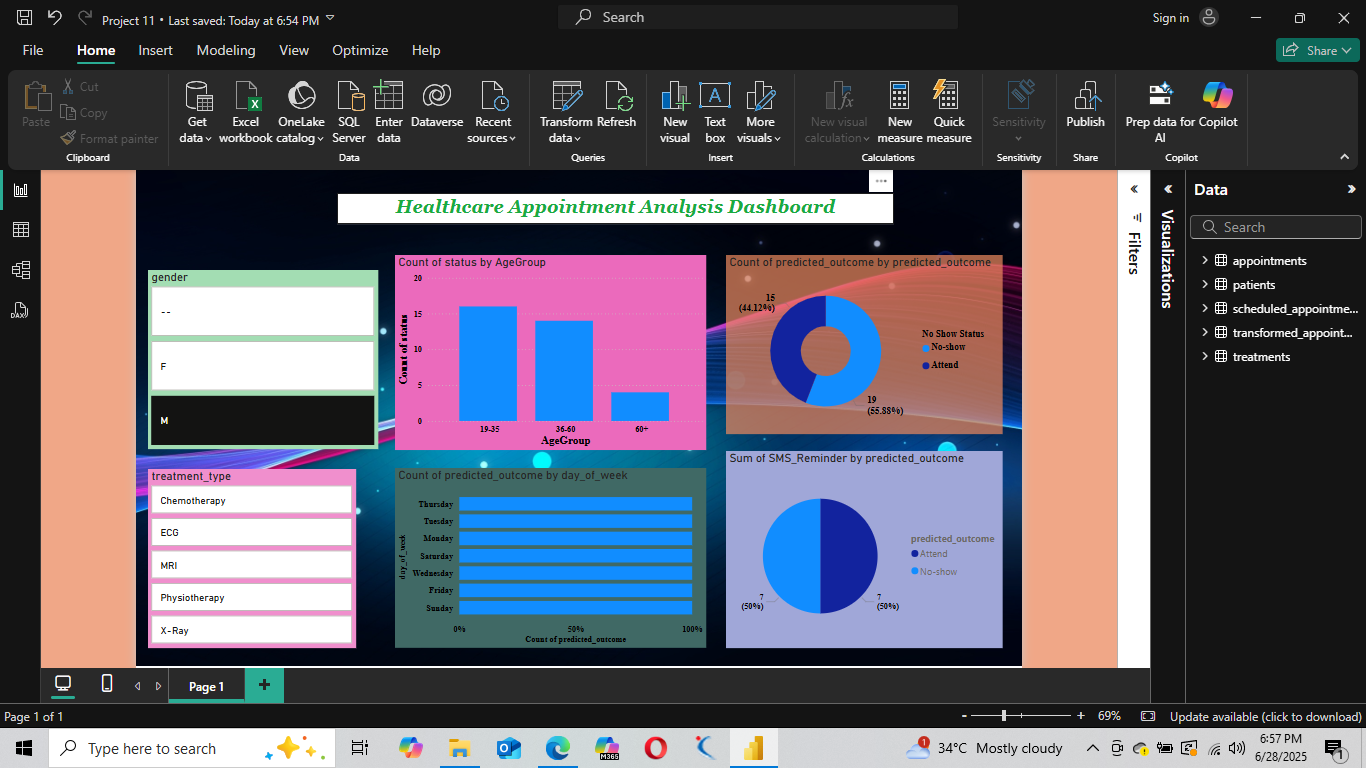 Project 11 • Last saved: Today at 6:54 PM
Search
Sign in
File Home Insert Modeling View Optimize Help
Share
Paste
Cut
Copy
Format painter
Clipboard
Get data
Excel workbook
OneLake catalog
SQL Server
Enter data
Dataverse
Recent sources
Data
Transform data
Refresh
Queries
New visual
Text box
More visuals
Insert
New visual calculation
New measure
Quick measure
Calculations
Sensitivity
Sensitivity
Publish
Share
Prep data for AI
Copilot
Copilot
Healthcare Appointment Analysis Dashboard
gender
--
F
M
treatment_type
Chemotherapy
ECG
MRI
Physiotherapy
X-Ray
Count of status by AgeGroup
Count of status
20
15
10
5
0
19-35 36-60 60+
AgeGroup
Count of predicted_outcome by predicted_outcome
15
(44.12%)
19
(55.88%)
No Show Status
No-show
Attend
Count of predicted_outcome by day_of_week
day_of_week
Thursday
Tuesday
Monday
Saturday
Wednesday
Friday
Sunday
0% 50% 100%
Count of predicted_outcome
Sum of SMS_Reminder by predicted_outcome
7
(50%)
7
(50%)
predicted_outcome
Attend
No-show
Filters
Visualizations
Data
Search
appointments
patients
scheduled_appointme...
transformed_appoint...
treatments
Page 1
Page 1 of 1
69%
Update available (click to download)
Type here to search
M365
1
34°C Mostly cloudy
6:57 PM
6/28/2025
1